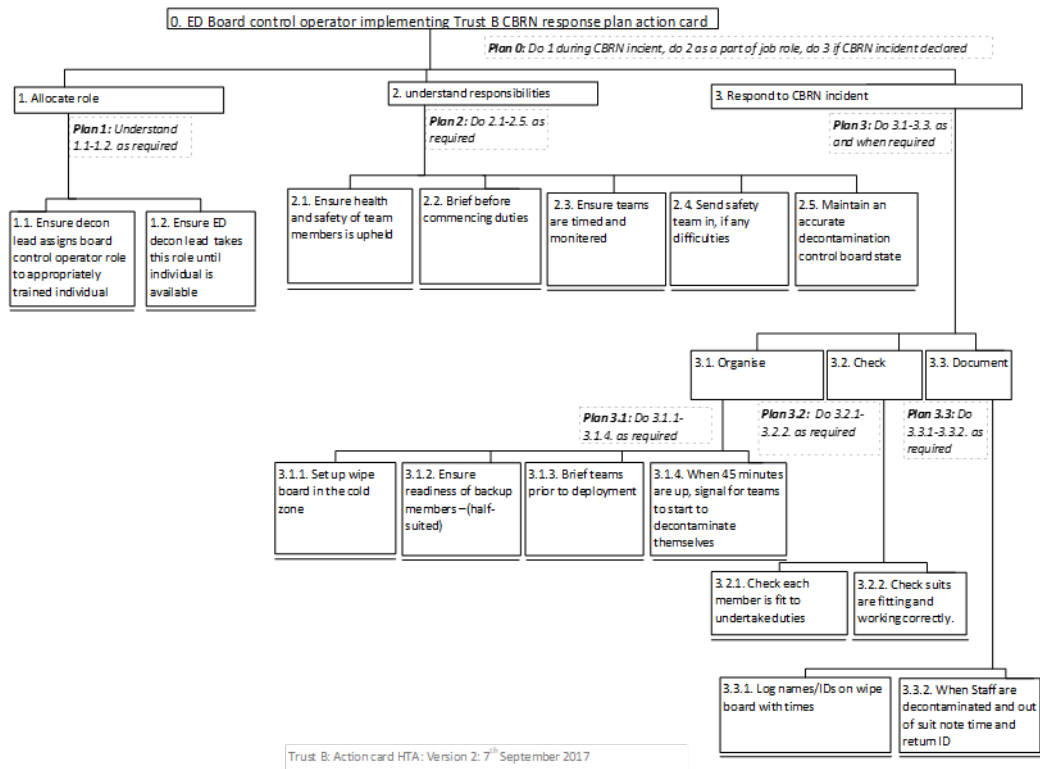 0. ED Board control operator implementing Trust B CBRN response plan action card
Plan 0: Do 1 during CBRN incient, do 2 as a part of job role, do 3 if CBRN incident declared
1. Allocate role
2. understand responsibilities
3. Respond to CBRN incident
Plan 1: Understand
1.1-1.2. as required
Plan 2: Do 2.1-2.5. as
required
Plan 3: Do 3.1-3.3. as
and when required
1.1. Ensure decon
lead assigns board
control operator role
to appropriately
trained individual
1.2. Ensure ED
decon lead takes
this role until
individual is
available
2.1. Ensure health
and safety of team
members is upheld
2.2. Brief before
commencing duties
2.3. Ensure teams
are timed and
monitered
2.4. Send safety
team in, if any
difficulties
2.5. Maintain an
accurate
decontamination
control board state
3.1. Organise
3.2. Check
3.3. Document
Plan 3.1: Do 3.1.1-
3.1.4. as required
Plan 3.2: Do 3.2.1-
3.2.2. as required
Plan 3.3: Do
3.3.1-3.3.2. as
required
3.1.1. Set up wipe
board in the cold
zone
3.1.2. Ensure
readiness of backup
members –(half-
suited)
3.1.3. Brief teams
prior to deployment
3.1.4. When 45 minutes
are up, signal for teams
to start to
decontaminate
themselves
3.2.1. Check each
member is fit to
undertake duties
3.2.2. Check suits
are fitting and
working correctly.
3.3.1. Log names/IDs on wipe
board with times
3.3.2. When Staff are
decontaminated and out
of suit note time and
return ID
Trust B: Action card HTA: Version 2: 7th September 2017